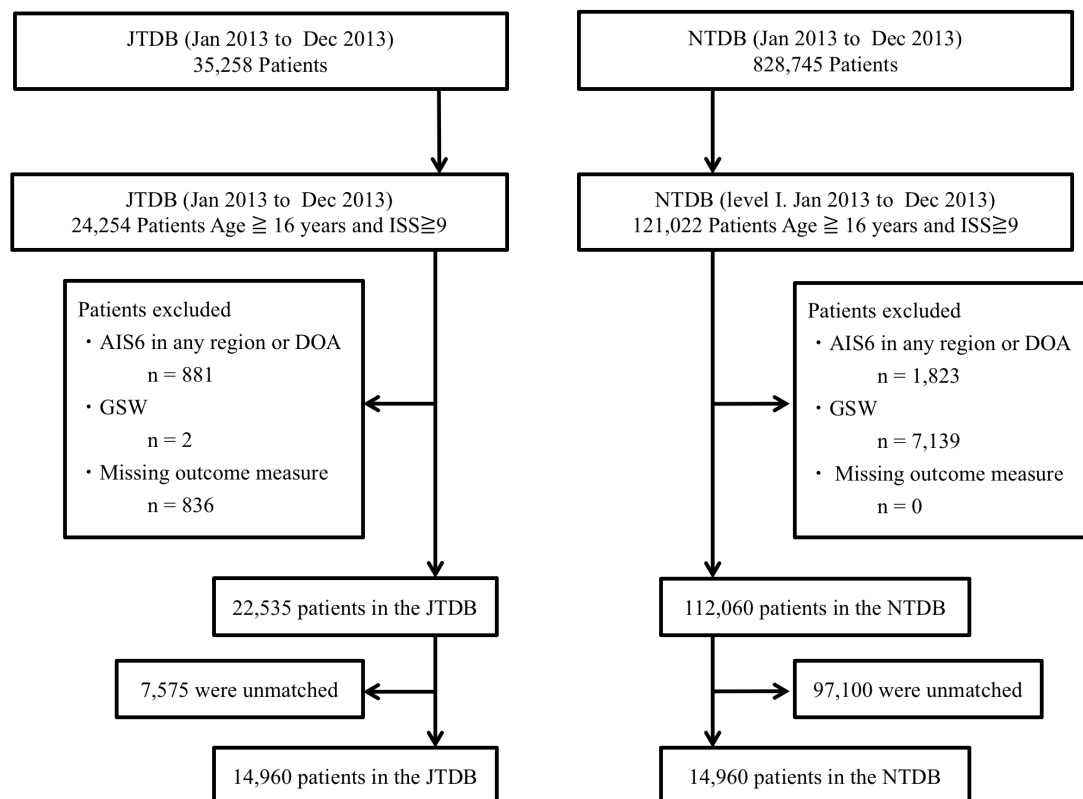 JTDB (Jan 2013 to Dec 2013)
35,258 Patients
NTDB (Jan 2013 to Dec 2013)
828,745 Patients
JTDB (Jan 2013 to Dec 2013)
24,254 Patients Age ≧ 16 years and ISS≧9
NTDB (level I. Jan 2013 to Dec 2013)
121,022 Patients Age ≧ 16 years and ISS≧9
Patients excluded
・AIS6 in any region or DOA
n = 881
・GSW
n = 2
・Missing outcome measure
n = 836
Patients excluded
・AIS6 in any region or DOA
n = 1,823
・GSW
n = 7,139
・ Missing outcome measure
n = 0
22,535 patients in the JTDB
112,060 patients in the NTDB
7,575 were unmatched
97,100 were unmatched
14,960 patients in the JTDB
14,960 patients in the NTDB